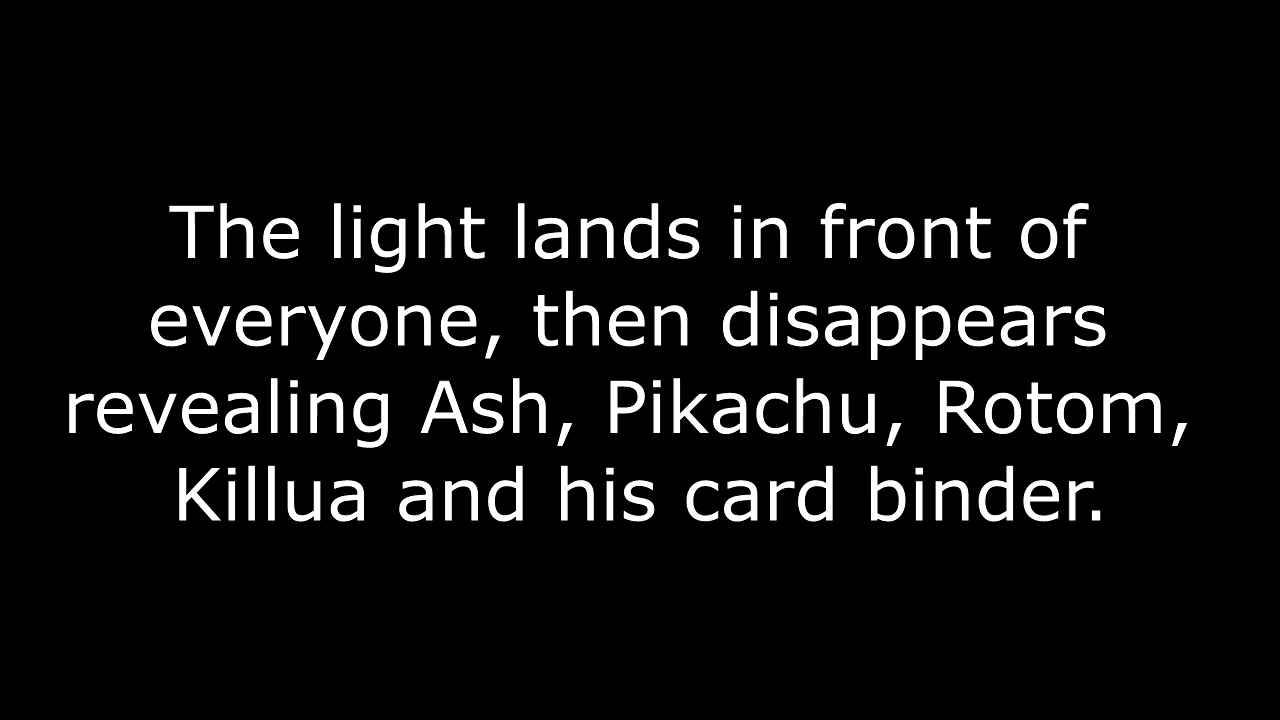 The light lands in front of
everyone, then disappears
revealing Ash, Pikachu, Rotom,
Killua and his card binder.